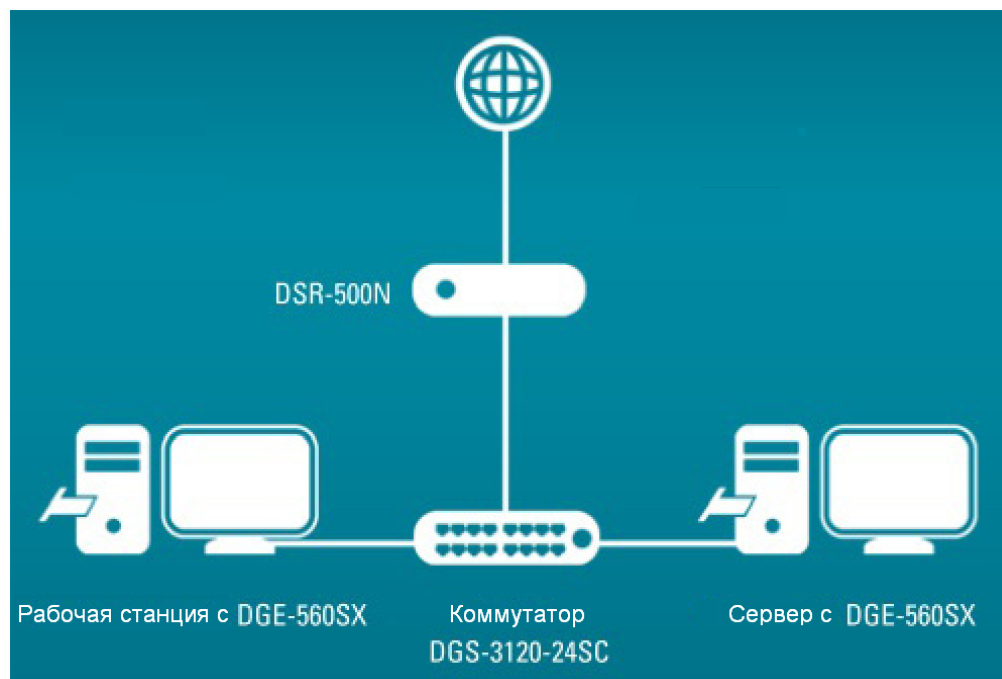 DSR-500N
Рабочая станция с DGE-560SX
Коммутатор
DGS-3120-24SC
Сервер с DGE-560SX